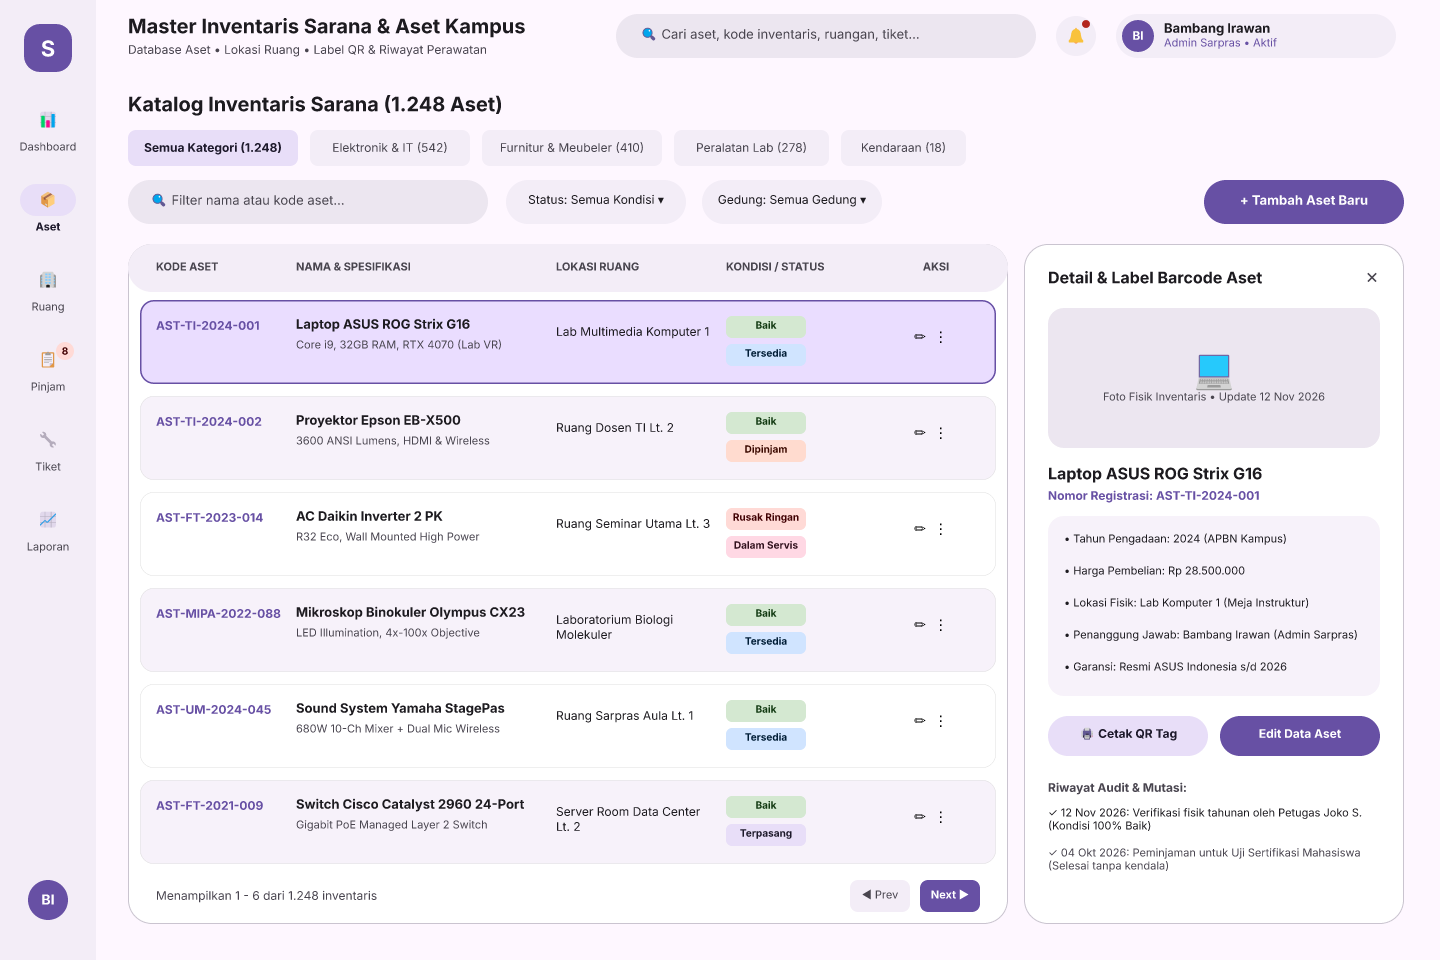 S
Dashboard
Aset
Ruang
8
Pinjam
Tiket
Laporan
BI
Master Inventaris Sarana & Aset Kampus
Database Aset • Lokasi Ruang • Label QR & Riwayat Perawatan
Cari aset, kode inventaris, ruangan, tiket...
BI
Bambang Irawan
Admin Sarpras • Aktif
Katalog Inventaris Sarana (1.248 Aset)
Semua Kategori (1.248)
Elektronik & IT (542)
Furnitur & Meubeler (410)
Peralatan Lab (278)
Kendaraan (18)
Filter nama atau kode aset...
Status: Semua Kondisi ▾
Gedung: Semua Gedung ▾
+ Tambah Aset Baru
KODE ASET
NAMA & SPESIFIKASI
LOKASI RUANG
KONDISI / STATUS
AKSI
AST-TI-2024-001
Laptop ASUS ROG Strix G16
Core i9, 32GB RAM, RTX 4070 (Lab VR)
Lab Multimedia Komputer 1
Baik
Tersedia
✏ ⋮
AST-TI-2024-002
Proyektor Epson EB-X500
3600 ANSI Lumens, HDMI & Wireless
Ruang Dosen TI Lt. 2
Baik
Dipinjam
✏ ⋮
AST-FT-2023-014
AC Daikin Inverter 2 PK
R32 Eco, Wall Mounted High Power
Ruang Seminar Utama Lt. 3
Rusak Ringan
Dalam Servis
✏ ⋮
AST-MIPA-2022-088
Mikroskop Binokuler Olympus CX23
LED Illumination, 4x-100x Objective
Laboratorium Biologi
Molekuler
Baik
Tersedia
✏ ⋮
AST-UM-2024-045
Sound System Yamaha StagePas
680W 10-Ch Mixer + Dual Mic Wireless
Ruang Sarpras Aula Lt. 1
Baik
Tersedia
✏ ⋮
AST-FT-2021-009
Switch Cisco Catalyst 2960 24-Port
Gigabit PoE Managed Layer 2 Switch
Server Room Data Center
Lt. 2
Baik
Terpasang
✏ ⋮
Menampilkan 1 - 6 dari 1.248 inventaris
◀ Prev
Next ▶
Detail & Label Barcode Aset
✕
Foto Fisik Inventaris • Update 12 Nov 2026
Laptop ASUS ROG Strix G16
Nomor Registrasi: AST-TI-2024-001
• Tahun Pengadaan: 2024 (APBN Kampus)
• Harga Pembelian: Rp 28.500.000
• Lokasi Fisik: Lab Komputer 1 (Meja Instruktur)
• Penanggung Jawab: Bambang Irawan (Admin Sarpras)
• Garansi: Resmi ASUS Indonesia s/d 2026
Cetak QR Tag
Edit Data Aset
Riwayat Audit & Mutasi:
✓ 12 Nov 2026: Verifikasi fisik tahunan oleh Petugas Joko S.
(Kondisi 100% Baik)
✓ 04 Okt 2026: Peminjaman untuk Uji Sertifikasi Mahasiswa
(Selesai tanpa kendala)